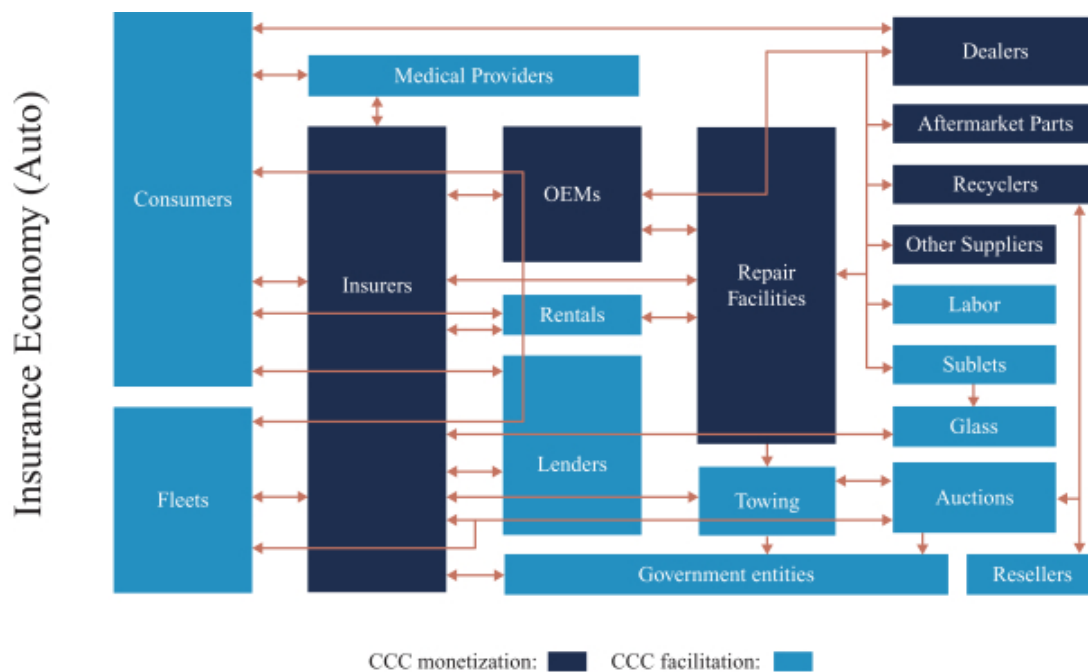 Insurance Economy (Auto)
Dealers
Medical Providers
Aftermarket Parts
Consumers
OEMs
Recyclers
Other Suppliers
Insurers
Repair
Facilities
Rentals
Labor
Sublets
Glass
Fleets
Lenders
Towing
Auctions
Government entities
Resellers
CCC monetization:
CCC facilitation: